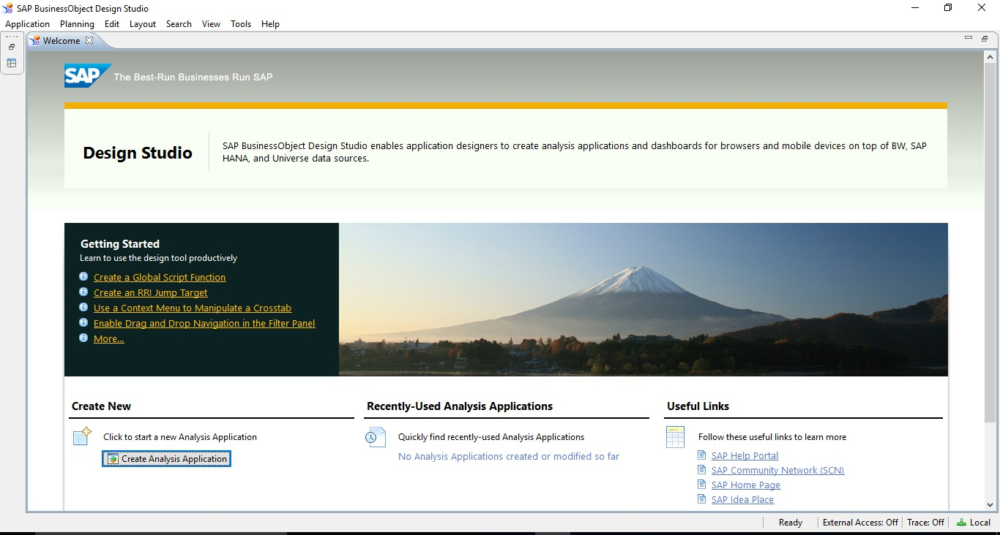 SAP BusinessObject Design Studio
Application Planning Edit Layout Search View Tools Help
Welcome
SAP The Best-Run Businesses Run SAP
Design Studio
SAP BusinessObject Design Studio enables application designers to create analysis applications and dashboards for browsers and mobile devices on top of BW, SAP
HANA, and Universe data sources.
Getting Started
Learn to use the design tool productively
Create a Global Script Function
Create an RRI Jump Target
Use a Context Menu to Manipulate a Crosstab
Enable Drag and Drop Navigation in the Filter Panel
More...
Create New
Click to start a new Analysis Application
Create Analysis Application
Recently-Used Analysis Applications
Quickly find recently-used Analysis Applications
No Analysis Applications created or modified so far
Useful Links
Follow these useful links to learn more
SAP Help Portal
SAP Community Network (SCN)
SAP Home Page
SAP Idea Place
Ready External Access: Off Trace: Off Local